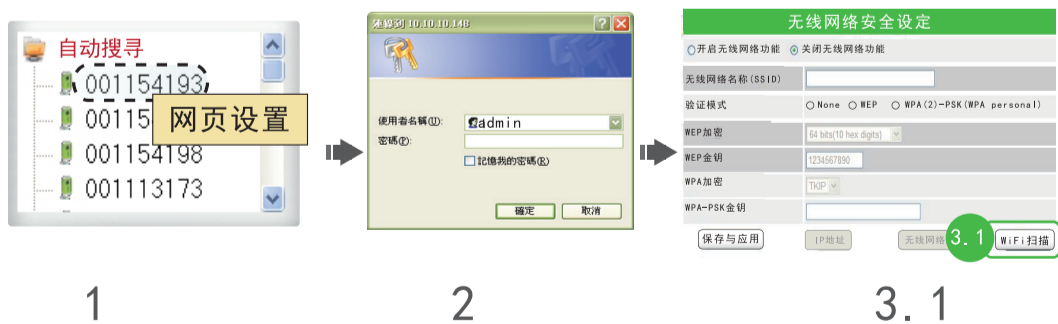 自动搜寻
001154193
00115
网页设置
001154198
001113173
1
連線到 10.10.10.148
使用者名稱(U):
admin
密碼(P):
記憶我的密碼(R)
確定
取消
2
无线网络安全设定
开启无线网络功能
关闭无线网络功能
无线网络名称(SSID)
验证模式
None
WEP
WPA(2)-PSK(WPA personal)
WEP加密
64 bits(10 hex digits)
WEP金钥
1234567890
WPA加密
TKIP
WPA-PSK金钥
保存与应用
IP地址
无线网络
3.1
WiFi扫描
3.1